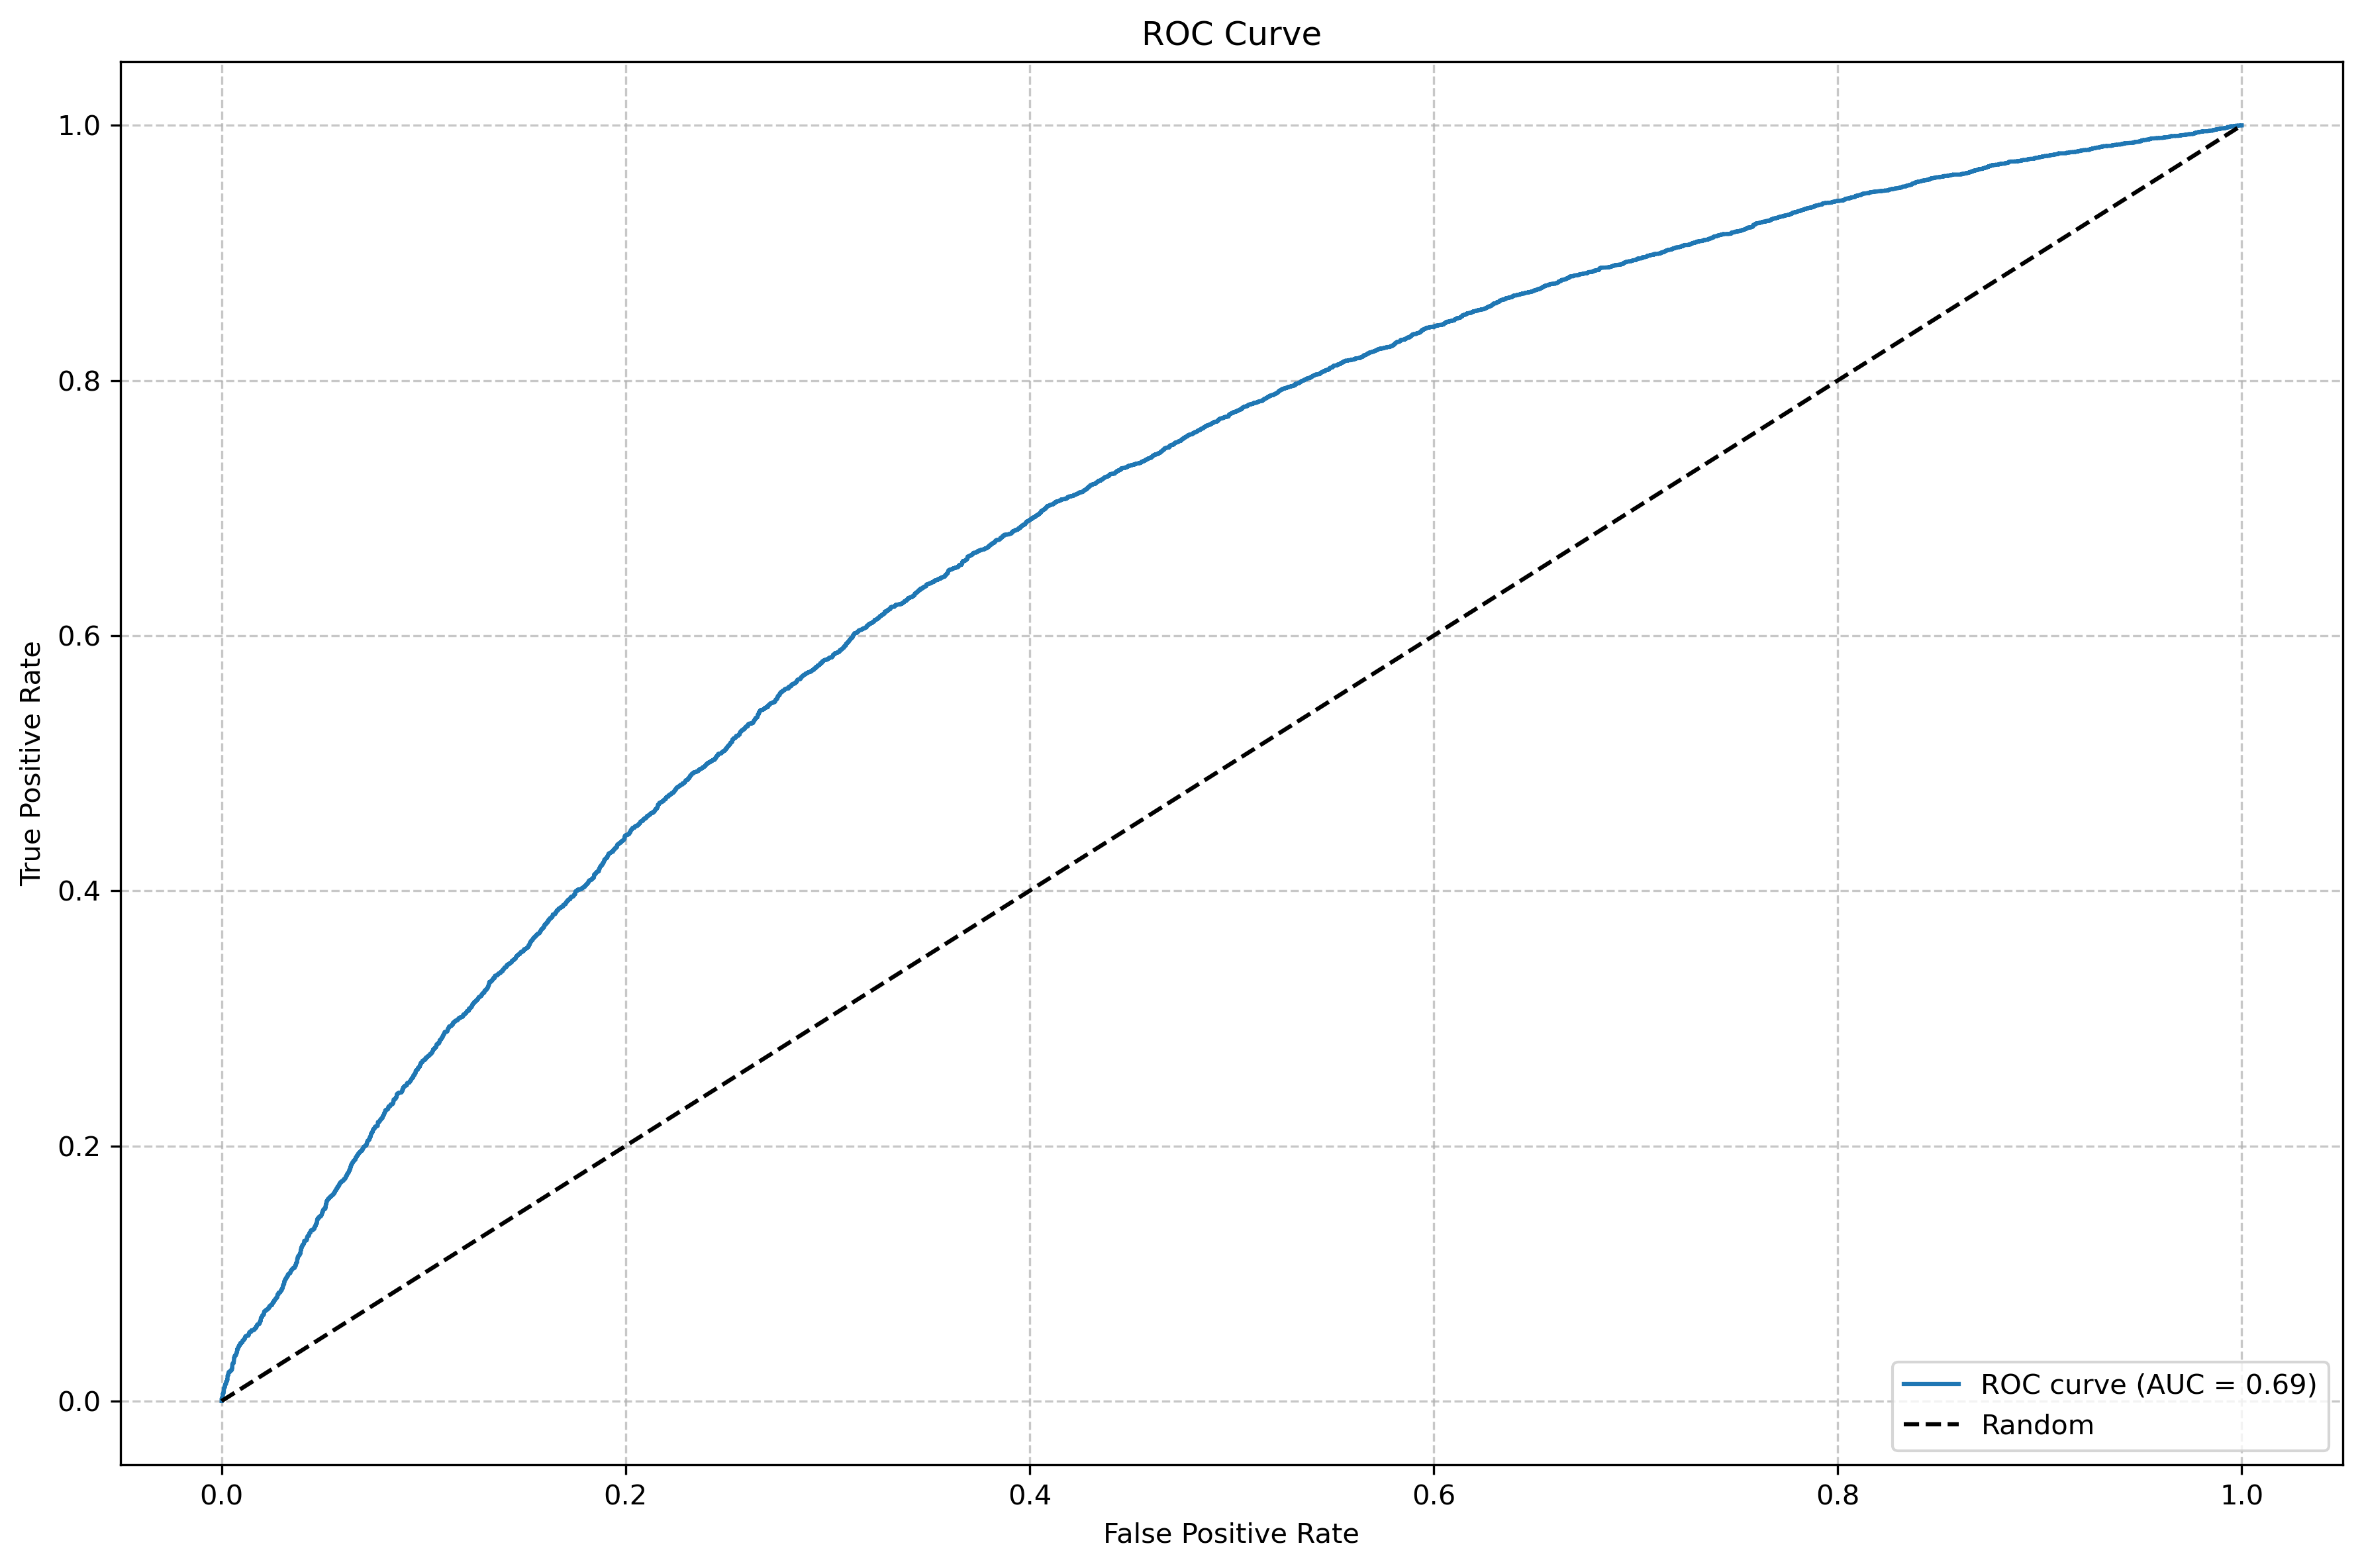 ROC Curve
1.0
0.8
0.6
0.4
0.2
0.0
True Positive Rate
0.0 0.2 0.4 0.6 0.8 1.0
False Positive Rate
ROC curve (AUC = 0.69)
Random